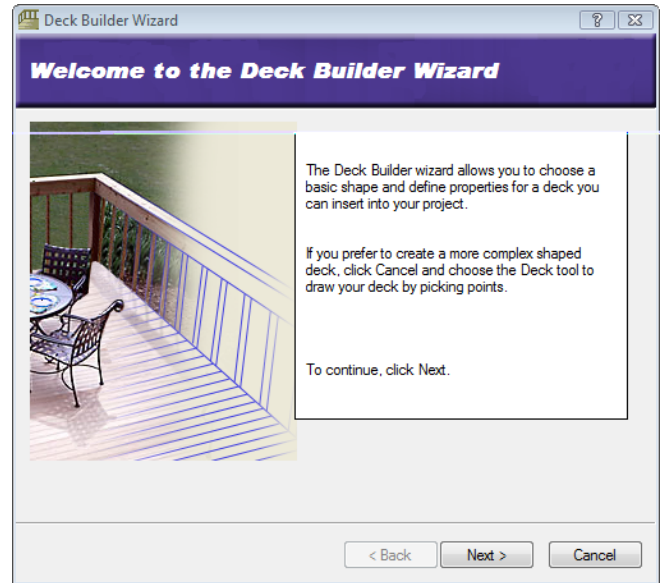 Deck Builder Wizard
Welcome to the Deck Builder Wizard
The Deck Builder wizard allows you to choose a
basic shape and define properties for a deck you
can insert into your project.
If you prefer to create a more complex shaped
deck, click Cancel and choose the Deck tool to
draw your deck by picking points.
To continue, click Next.
< Back Next > Cancel